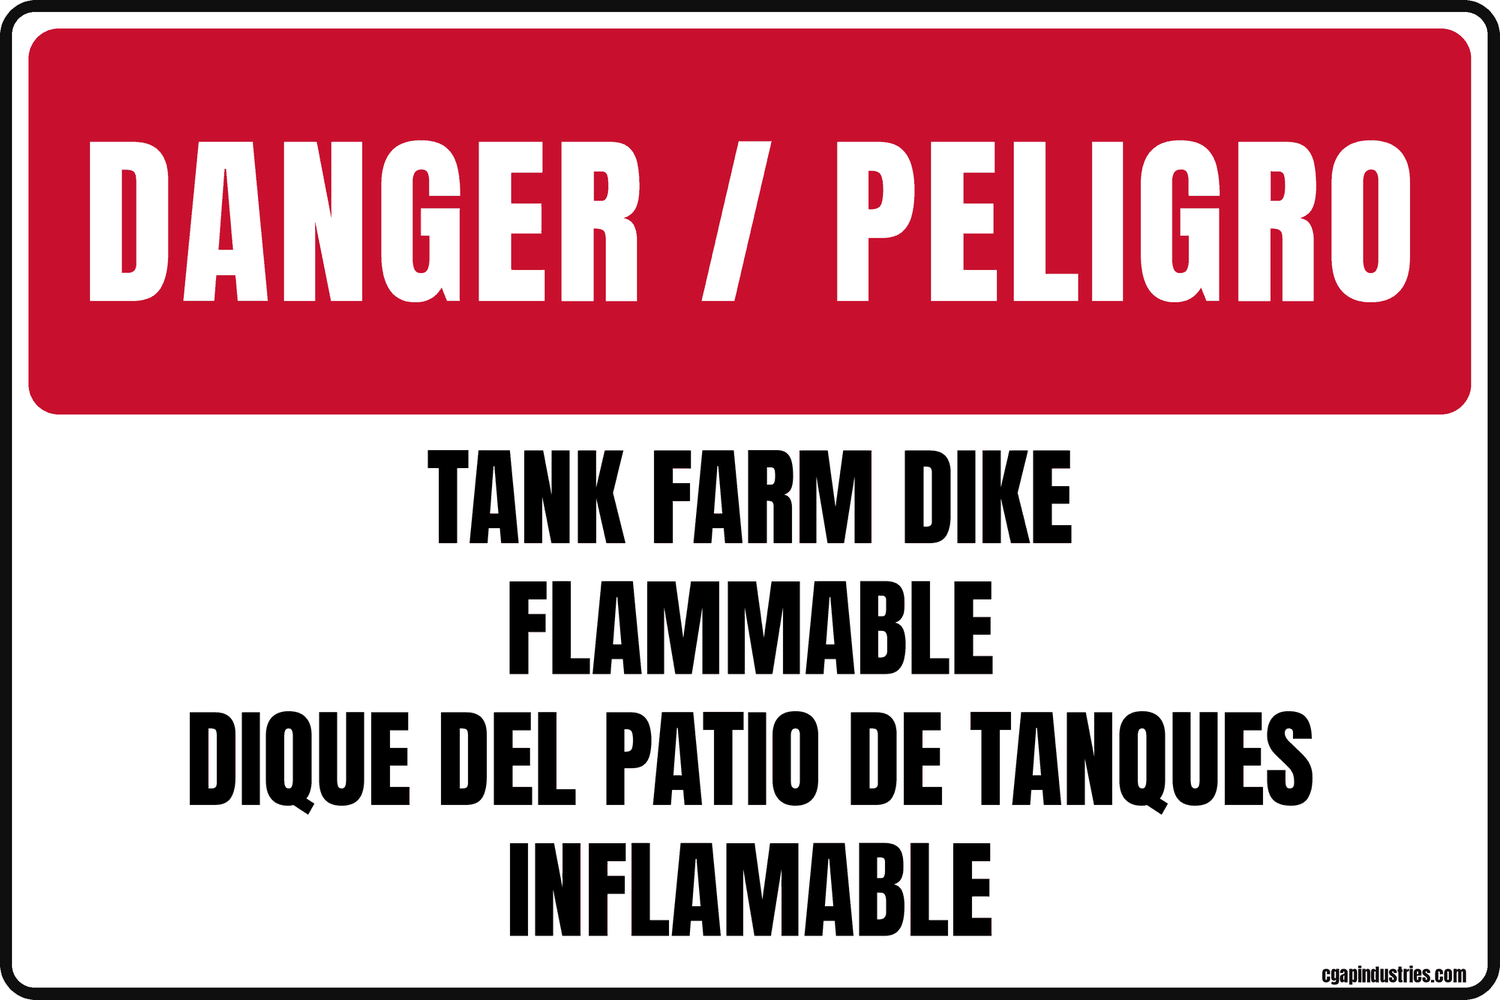 DANGER / PELIGRO
TANK FARM DIKE
FLAMMABLE
DIQUE DEL PATIO DE TANQUES
INFLAMABLE
cgapindustries.com